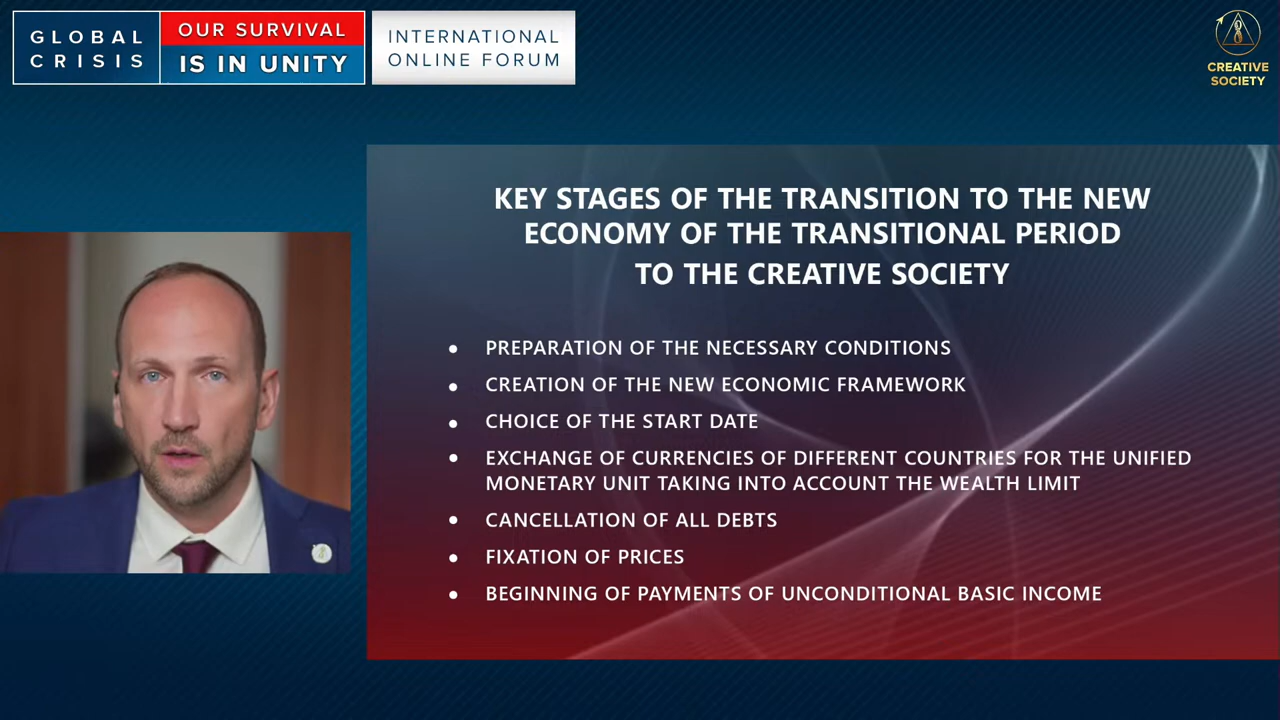 GLOBAL
CRISIS
OUR SURVIVAL
IS IN UNITY
INTERNATIONAL
ONLINE FORUM
CREATIVE
SOCIETY
KEY STAGES OF THE TRANSITION TO THE NEW
ECONOMY OF THE TRANSITIONAL PERIOD
TO THE CREATIVE SOCIETY
• PREPARATION OF THE NECESSARY CONDITIONS
• CREATION OF THE NEW ECONOMIC FRAMEWORK
• CHOICE OF THE START DATE
• EXCHANGE OF CURRENCIES OF DIFFERENT COUNTRIES FOR THE UNIFIED
MONETARY UNIT TAKING INTO ACCOUNT THE WEALTH LIMIT
• CANCELLATION OF ALL DEBTS
• FIXATION OF PRICES
• BEGINNING OF PAYMENTS OF UNCONDITIONAL BASIC INCOME